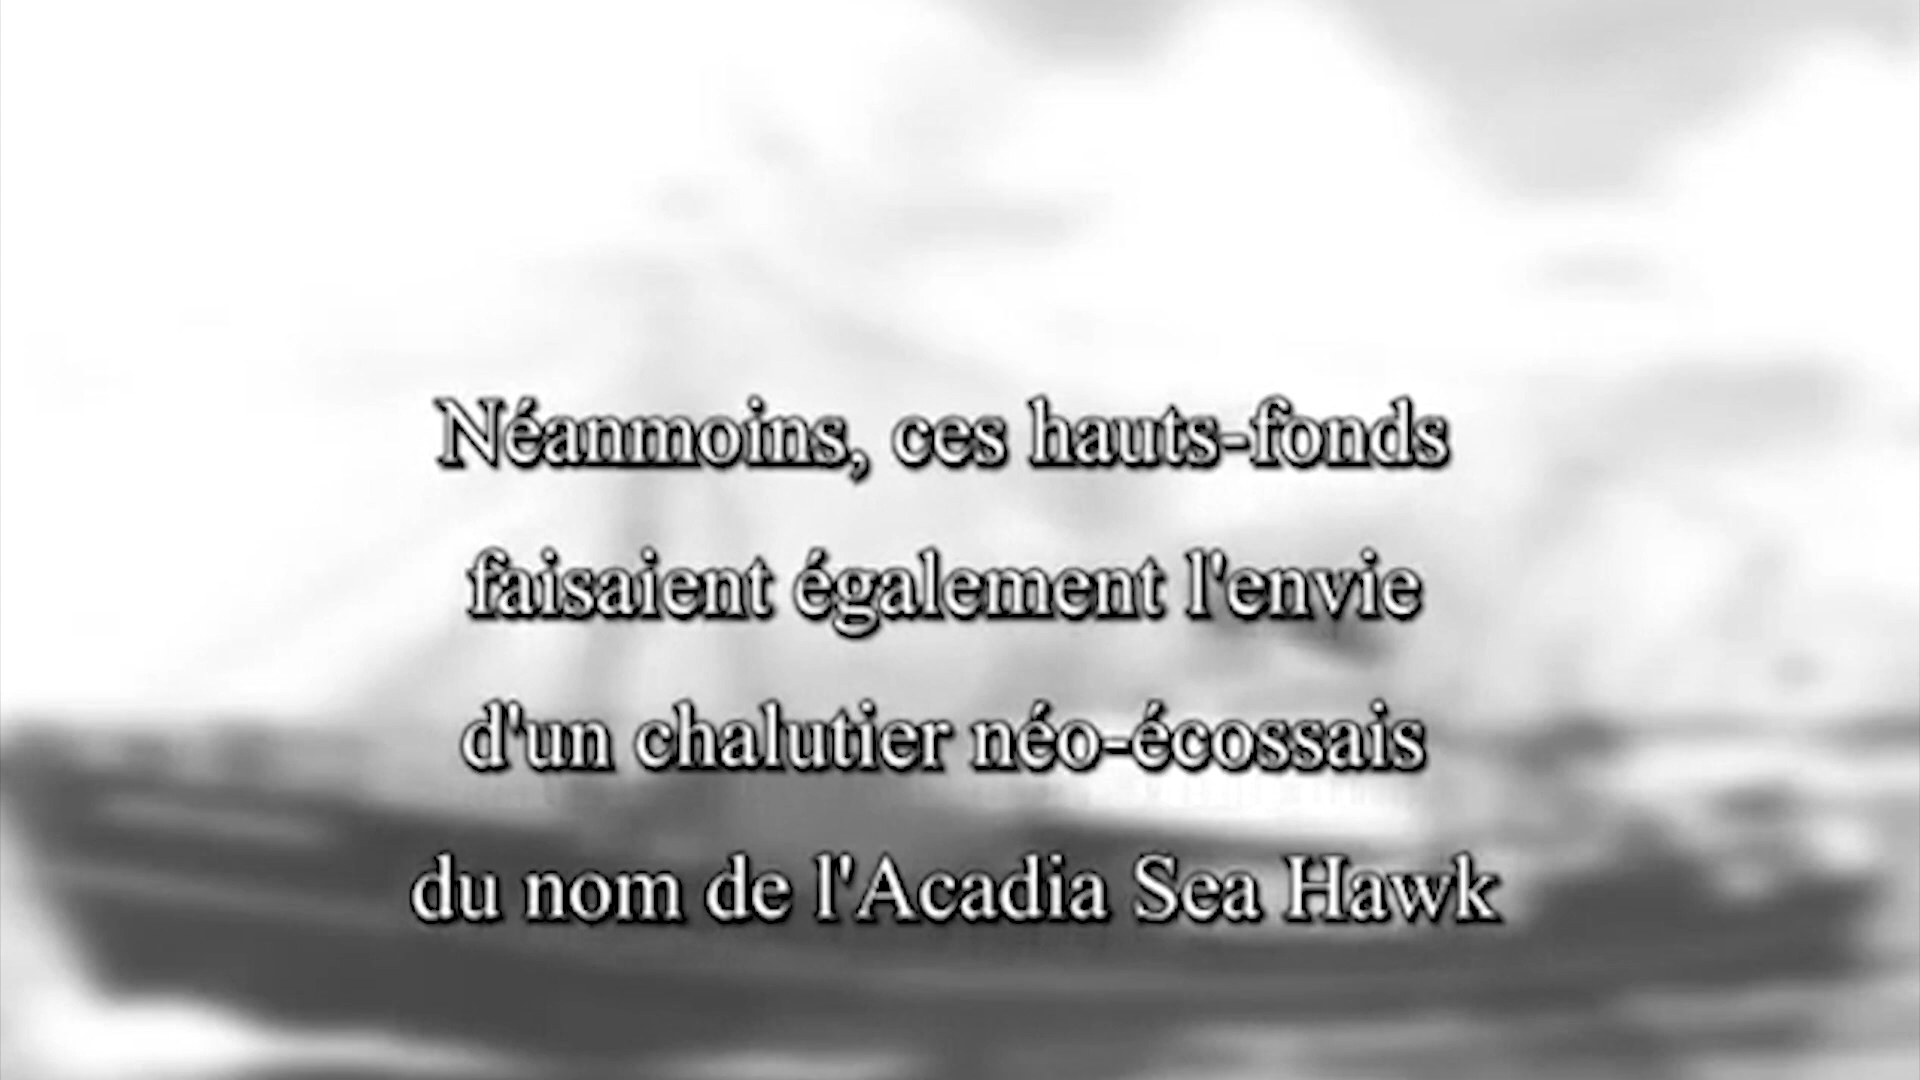 Néanmoins, ces hauts-fonds
faisaient également l'envie
d'un chalutier néo-écossais
du nom de l'Acadia Sea Hawk